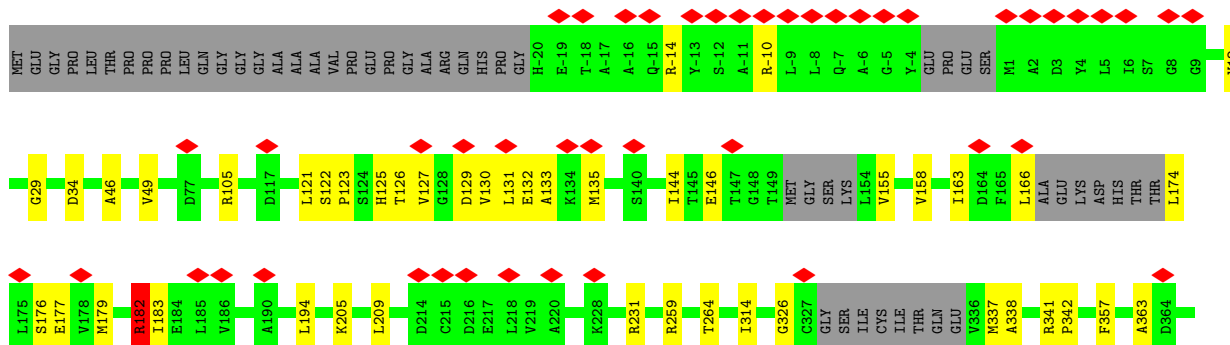 MET GLU GLY PRO LEU THR PRO PRO PRO LEU GLN GLY GLY GLY ALA ALA ALA VAL PRO GLU PRO GLY ALA ARG GLN HIS PRO GLY H-20 E-19 T-18 A-17 A-16 Q-15 R-14 Y-13 S-12 A-11 R-10 L-9 L-8 Q-7 A-6 G-5 Y-4 GLU PRO GLU SER M1 A2 D3 Y4 L5 I6 S7 G8 G9
G29 D34 A46 V49 D77 R105 D117 L121 S122 P123 S124 H125 T126 V127 G128 D129 V130 L131 E132 A133 K134 M135 S140 I144 T145 E146 T147 G148 T149 MET GLY SER LYS L154 V155 V158 I163 D164 F165 L166 ALA GLU LYS ASP HIS THR THR L174
L175 S176 E177 V178 M179 R182 I183 E184 L185 V186 A190 L194 K205 L209 D214 C215 D216 E217 L218 V219 A220 K228 R231 R259 T264 I314 G326 C327 GLY SER ILE CYS ILE THR GLN GLU V336 M337 A338 R341 P342 F357 A363 D364